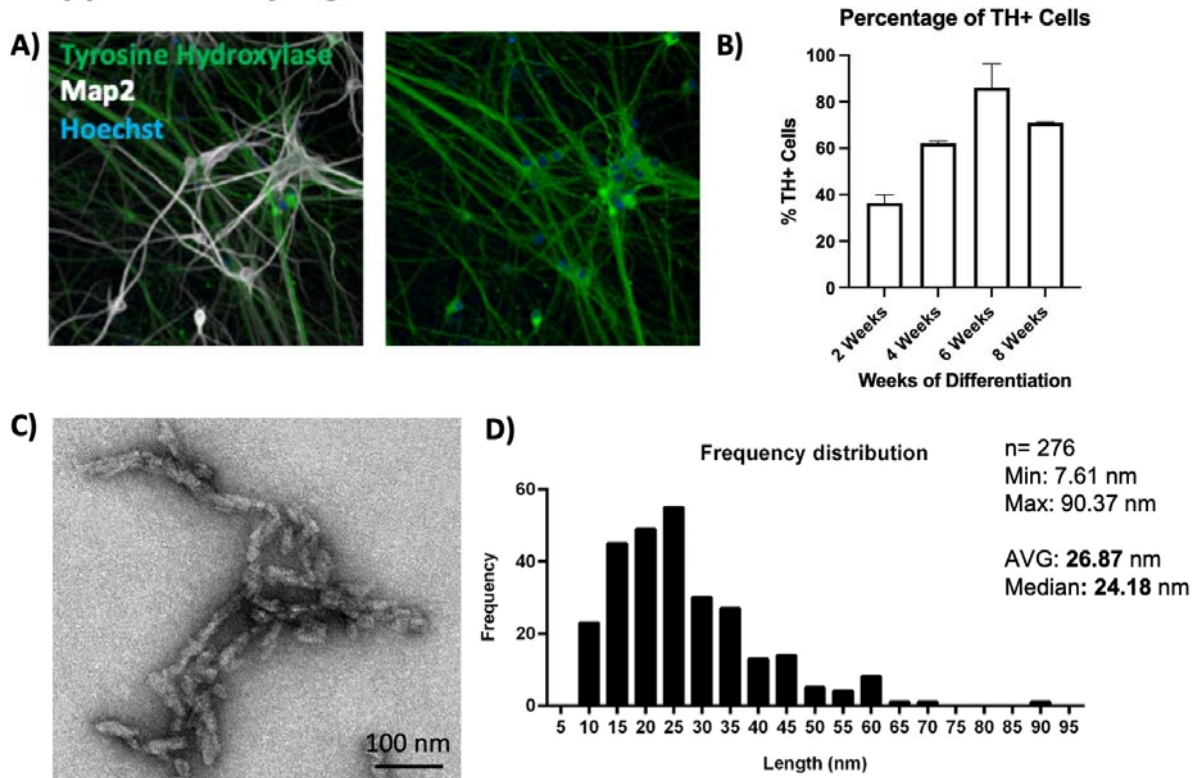 A)
Tyrosine Hydroxylase
Map2
Hoechst
B)
Percentage of TH+ Cells
% TH+ Cells
100
80
60
40
20
0
2 Weeks
4 Weeks
6 Weeks
8 Weeks
Weeks of Differentiation
C)
100 nm
D)
Frequency distribution
n= 276
Min: 7.61 nm
Max: 90.37 nm
AVG: 26.87 nm
Median: 24.18 nm
Frequency
60
40
20
0
5 10 15 20 25 30 35 40 45 50 55 60 65 70 75 80 85 90 95
Length (nm)